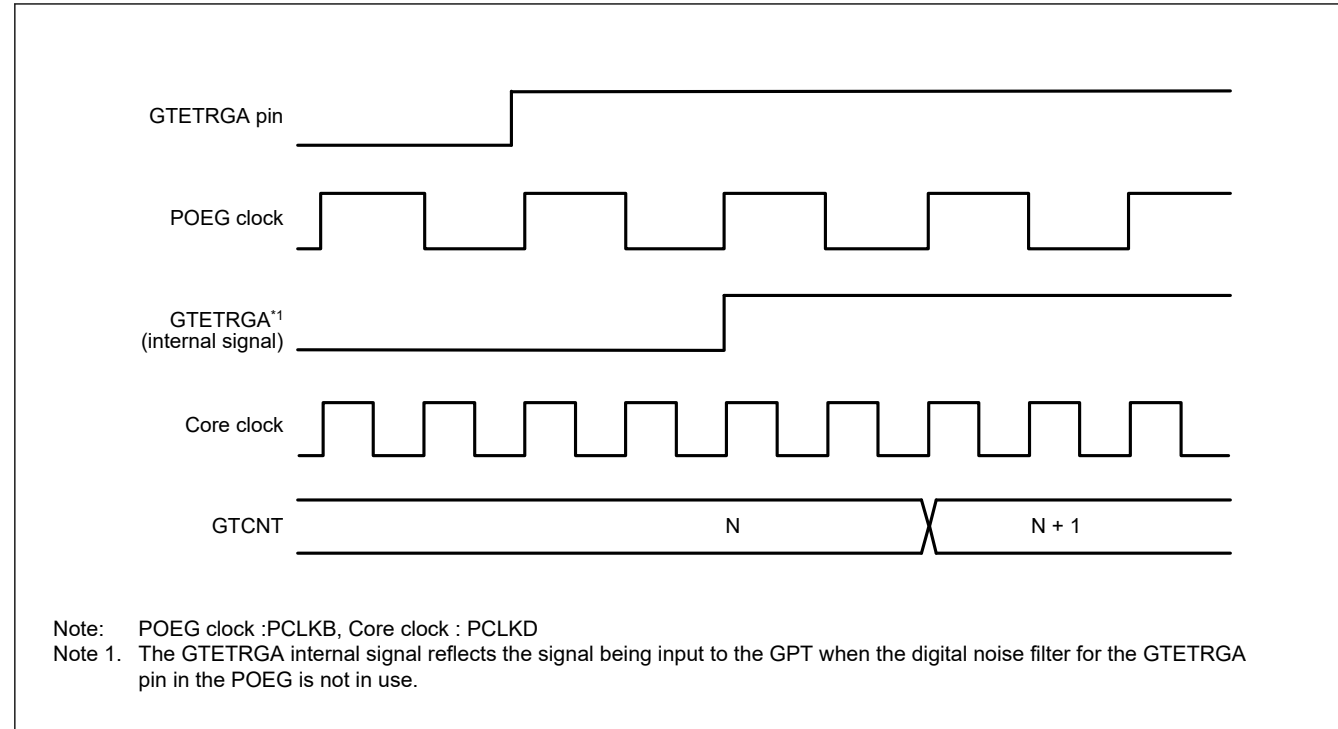 GTETRGA pin
POEG clock
GTETRGA*1
(internal signal)
Core clock
GTCNT N N + 1
Note: POEG clock :PCLKB, Core clock : PCLKD
Note 1. The GTETRGA internal signal reflects the signal being input to the GPT when the digital noise filter for the GTETRGA
pin in the POEG is not in use.